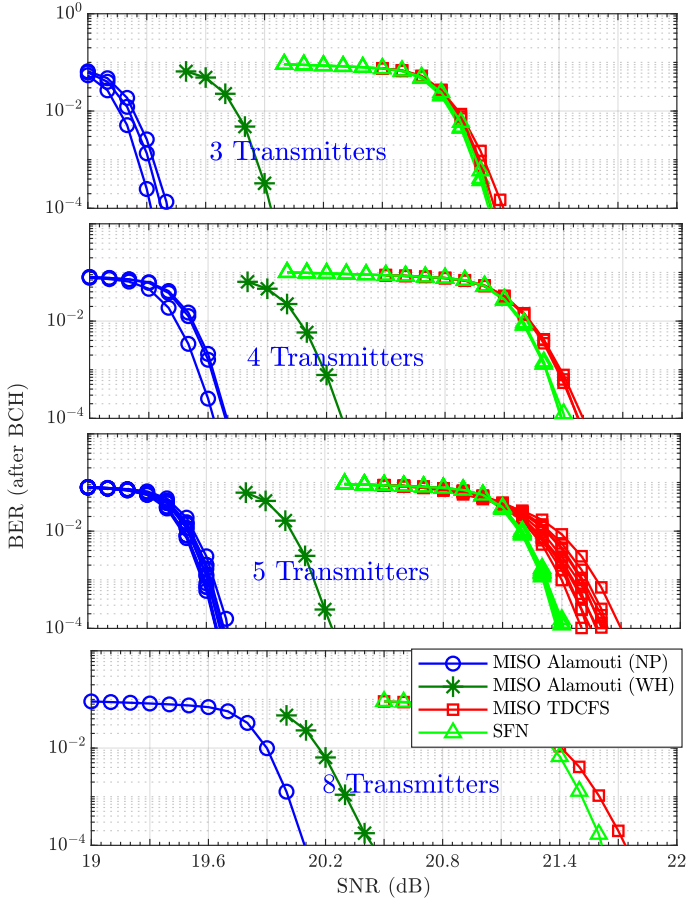 10^0
10^-2
3 Transmitters
10^-4
10^-2
4 Transmitters
10^-4
BER (after BCH)
10^-2
5 Transmitters
10^-4
MISO Alamouti (NP)
MISO Alamouti (WH)
MISO TDCFS
SFN
10^-2
8 Transmitters
10^-4
19 19.6 20.2 20.8 21.4 22
SNR (dB)